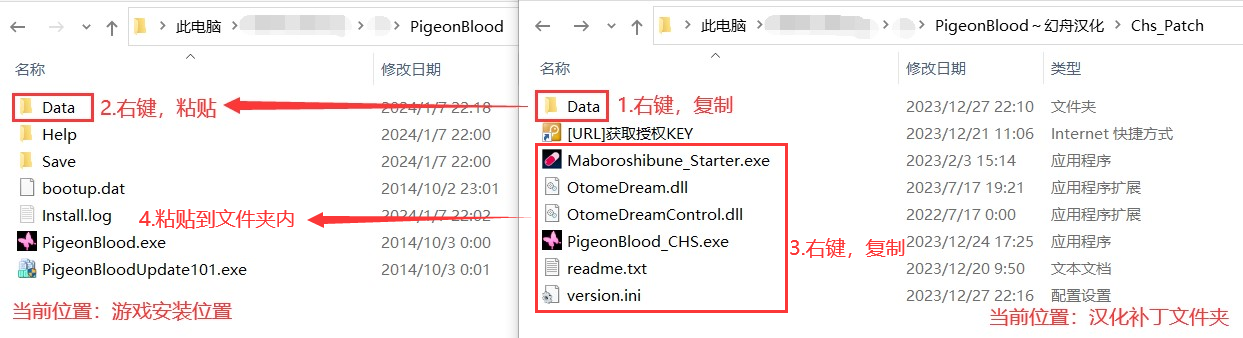 此电脑 PigeonBlood
名称 修改日期
Data 2024/1/7 22:18
2.右键，粘贴
Help 2024/1/7 22:00
Save 2024/1/7 22:00
bootup.dat 2014/10/2 23:01
Install.log 2024/1/7 22:02
4.粘贴到文件夹内
PigeonBlood.exe 2014/10/3 0:00
PigeonBloodUpdate101.exe 2014/10/3 0:01
当前位置：游戏安装位置
此电脑 PigeonBlood～幻舟汉化 Chs_Patch
名称 修改日期 类型
Data 2023/12/27 22:10 文件夹
1.右键，复制
[URL]获取授权KEY 2023/12/21 11:06 Internet 快捷方式
Maboroshibune_Starter.exe 2023/2/3 15:14 应用程序
OtomeDream.dll 2023/7/17 19:21 应用程序扩展
OtomeDreamControl.dll 2022/7/17 0:00 应用程序扩展
PigeonBlood_CHS.exe 2022/12/24 17:25 应用程序
3.右键，复制
readme.txt 2023/12/20 9:50 文本文档
version.ini 2023/12/27 22:16 配置设置
当前位置：汉化补丁文件夹